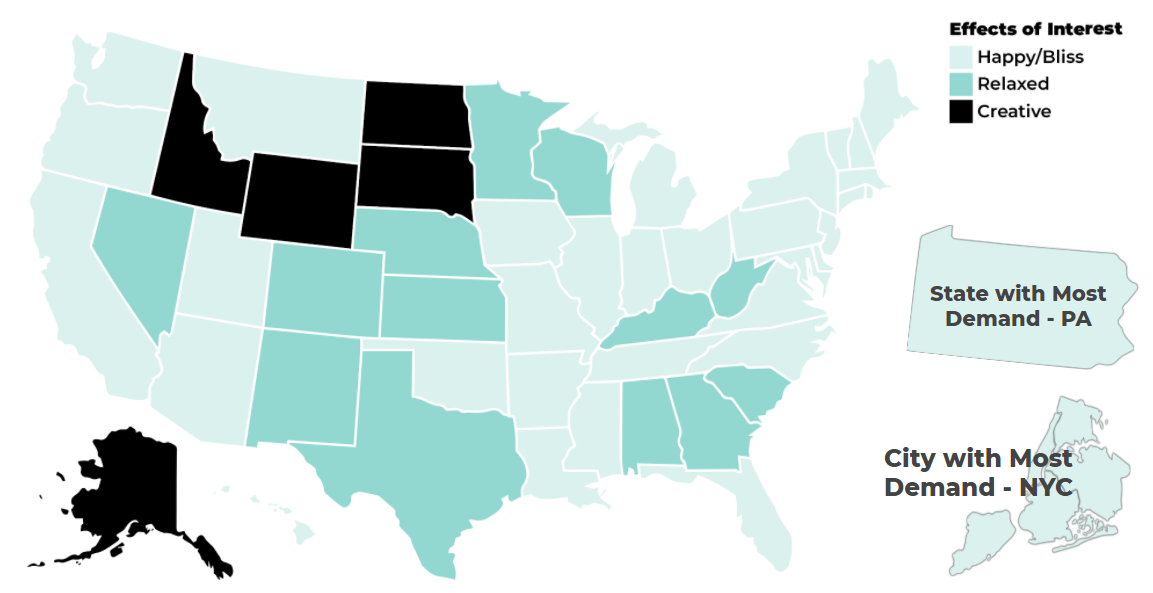 Effects of Interest
Happy/Bliss
Relaxed
Creative
State with Most
Demand - PA
City with Most
Demand - NYC